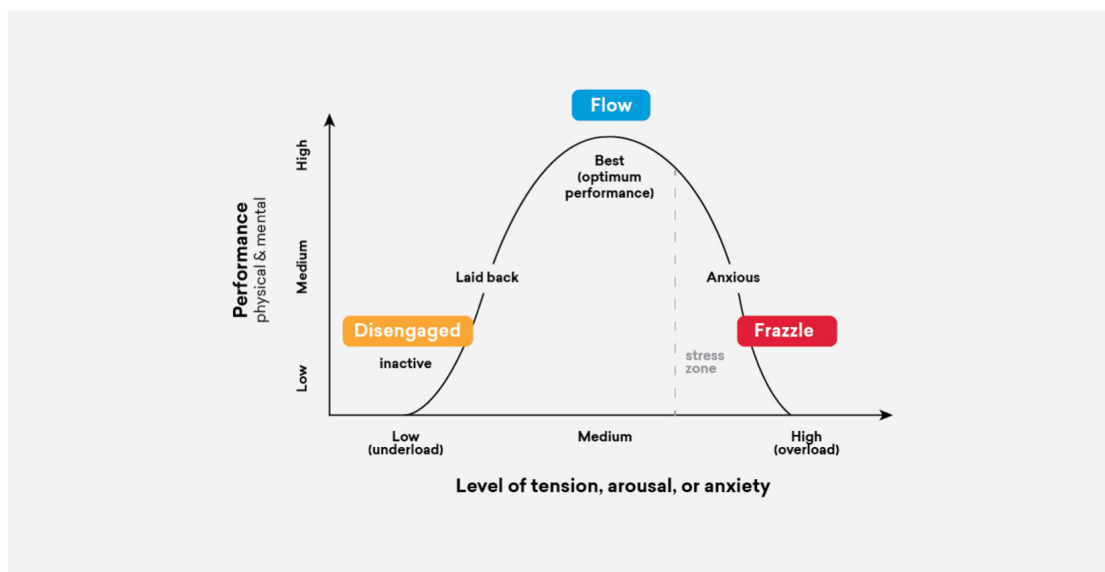 Flow
High
Best
(optimum
performance)
Performance
physical & mental
Medium
Laid back
Anxious
Disengaged
Frazzle
inactive
stress
zone
Low
Low
(underload)
Medium
High
(overload)
Level of tension, arousal, or anxiety